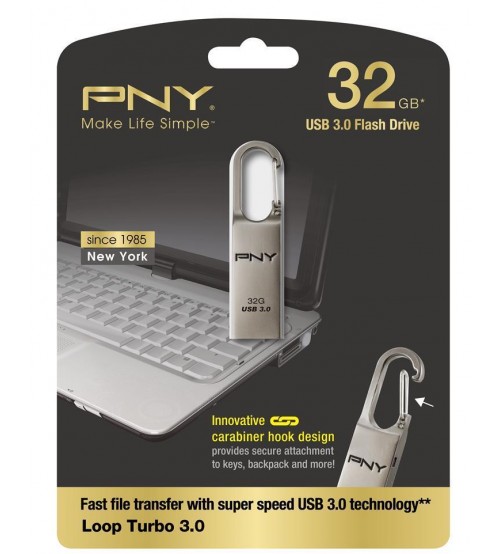 PNY®
Make Life Simple™
32GB*
USB 3.0 Flash Drive
since 1985
New York
PNY
32G
USB 3.0
Innovative
carabiner hook design
provides secure attachment
to keys, backpack and more!
PNY
Fast file transfer with super speed USB 3.0 technology**
Loop Turbo 3.0